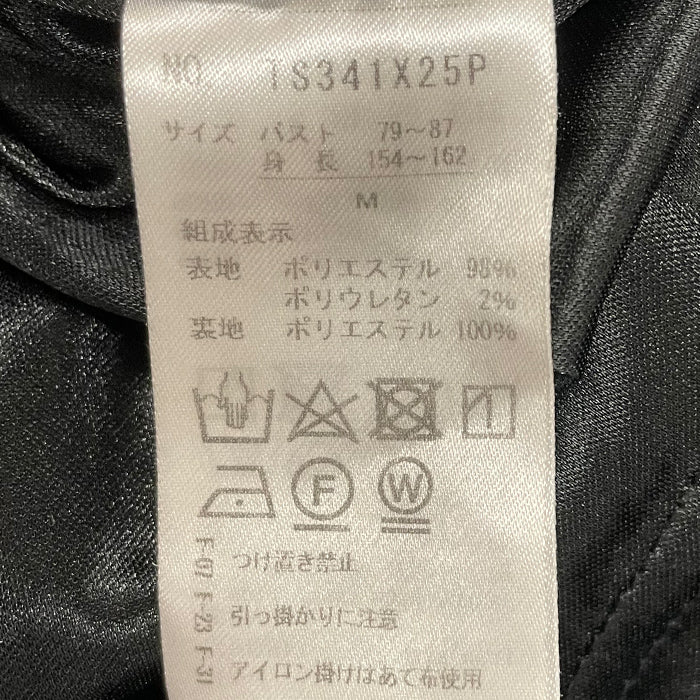 NO. TS341X25P
サイズ バスト 79～87
身長 154～162
M
組成表示
表地 ポリエステル 98%
ポリウレタン 2%
裏地 ポリエステル 100%
F W
F-07 つけ置き禁止
F-23 引っ掛かりに注意
F-31 アイロン掛けはあて布使用